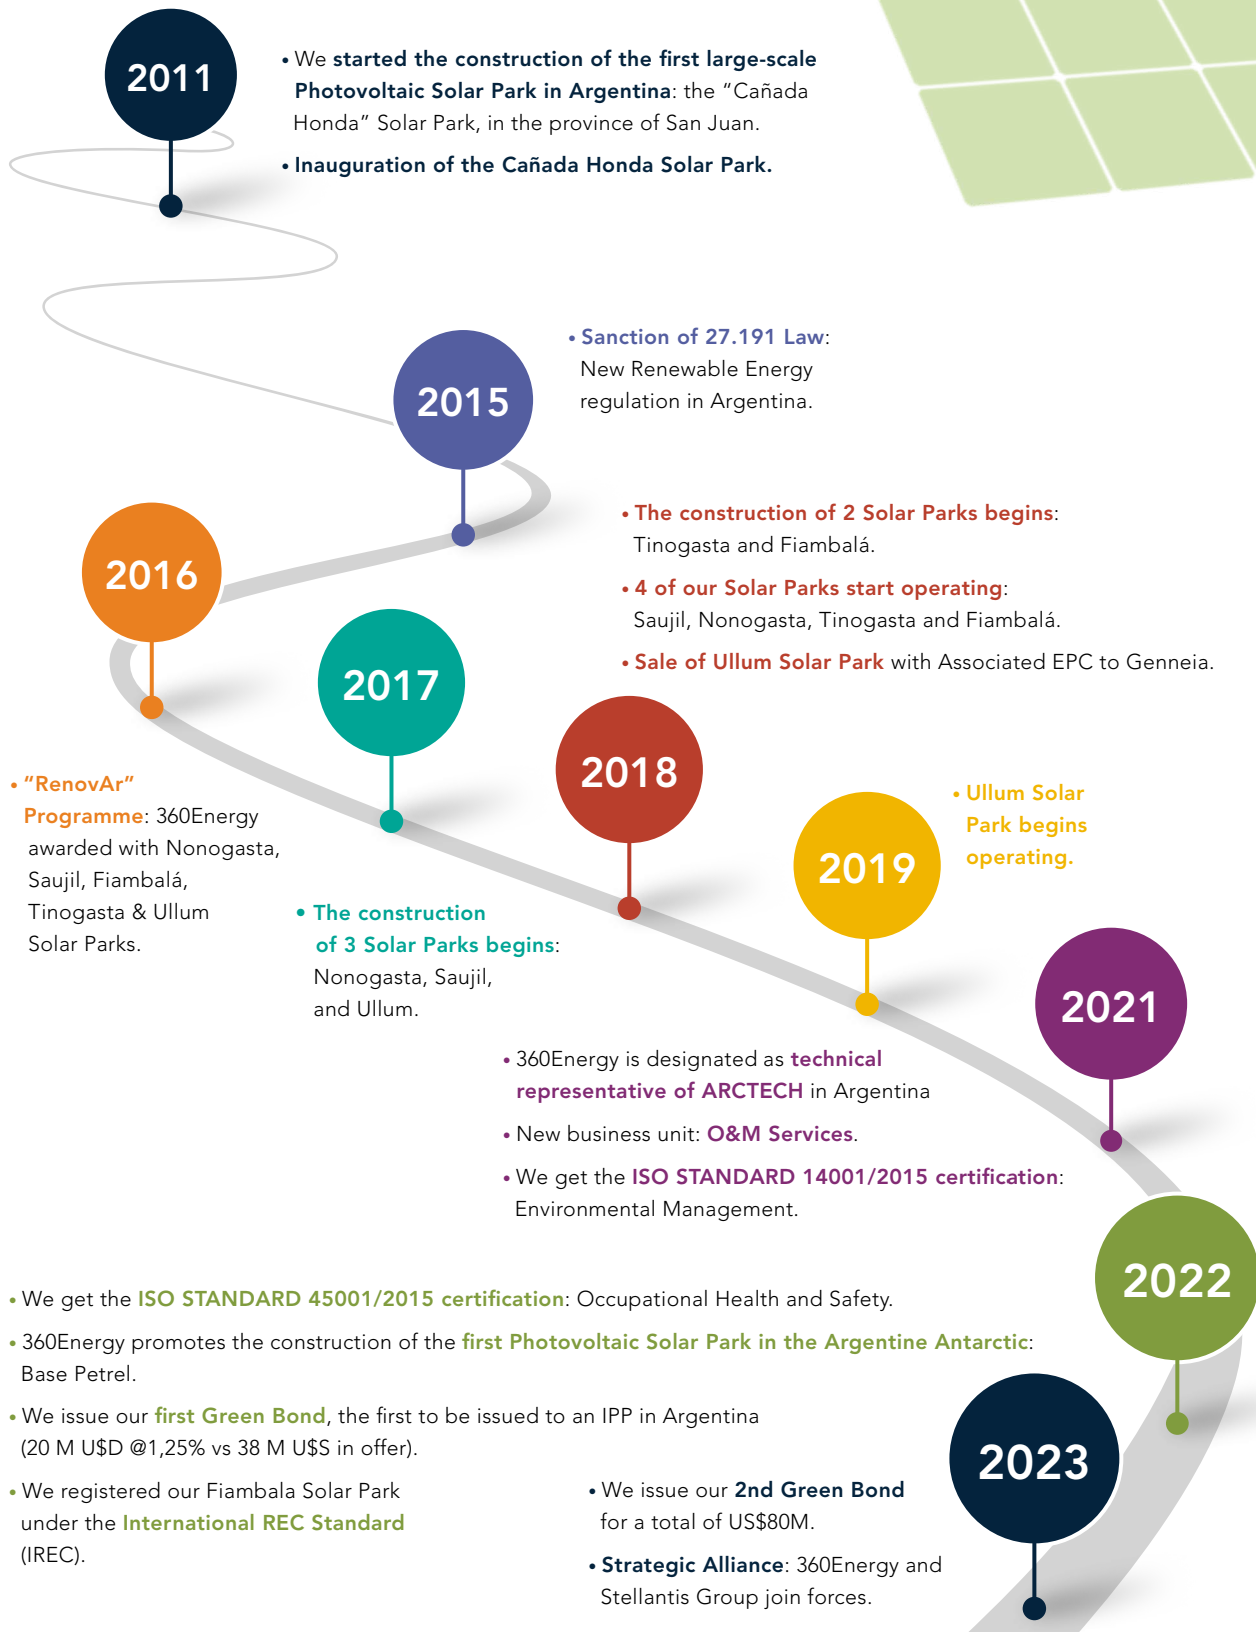 2011
• We started the construction of the first large-scale
Photovoltaic Solar Park in Argentina: the “Cañada
Honda” Solar Park, in the province of San Juan.
• Inauguration of the Cañada Honda Solar Park.
2015
• Sanction of 27.191 Law:
New Renewable Energy
regulation in Argentina.
2016
• “RenovAr”
Programme: 360Energy
awarded with Nonogasta,
Saujil, Fiambalá,
Tinogasta & Ullum
Solar Parks.
2017
• The construction
of 3 Solar Parks begins:
Nonogasta, Saujil,
and Ullum.
2018
• The construction of 2 Solar Parks begins:
Tinogasta and Fiambalá.
• 4 of our Solar Parks start operating:
Saujil, Nonogasta, Tinogasta and Fiambalá.
• Sale of Ullum Solar Park with Associated EPC to Genneia.
2019
• Ullum Solar
Park begins
operating.
2021
• 360Energy is designated as technical
representative of ARCTECH in Argentina
• New business unit: O&M Services.
• We get the ISO STANDARD 14001/2015 certification:
Environmental Management.
2022
• We get the ISO STANDARD 45001/2015 certification: Occupational Health and Safety.
• 360Energy promotes the construction of the first Photovoltaic Solar Park in the Argentine Antarctic:
Base Petrel.
• We issue our first Green Bond, the first to be issued to an IPP in Argentina
(20 M U$D @1,25% vs 38 M U$S in offer).
• We registered our Fiambala Solar Park
under the International REC Standard
(IREC).
2023
• We issue our 2nd Green Bond
for a total of US$80M.
• Strategic Alliance: 360Energy and
Stellantis Group join forces.